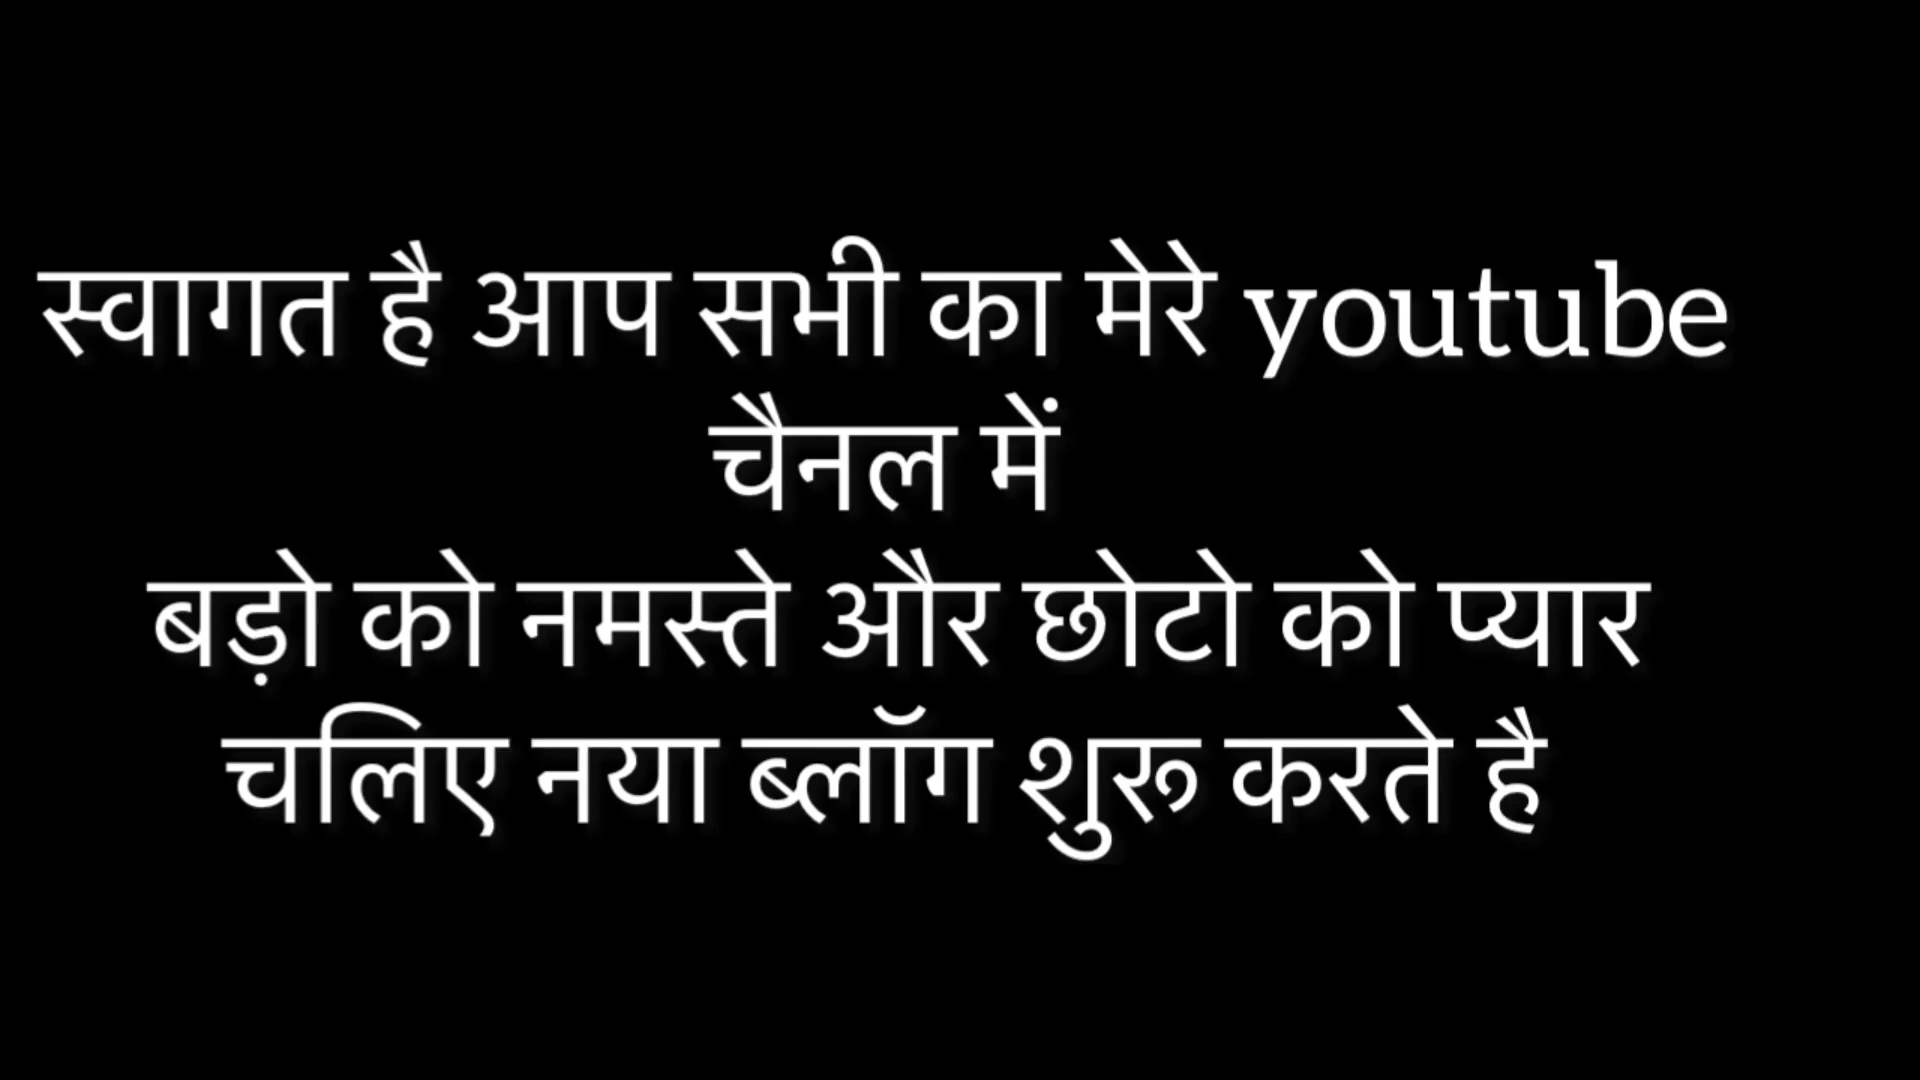 स्वागत है आप सभी का मेरे youtube
चैनल में
बड़ो को नमस्ते और छोटो को प्यार
चलिए नया ब्लॉग शुरू करते है